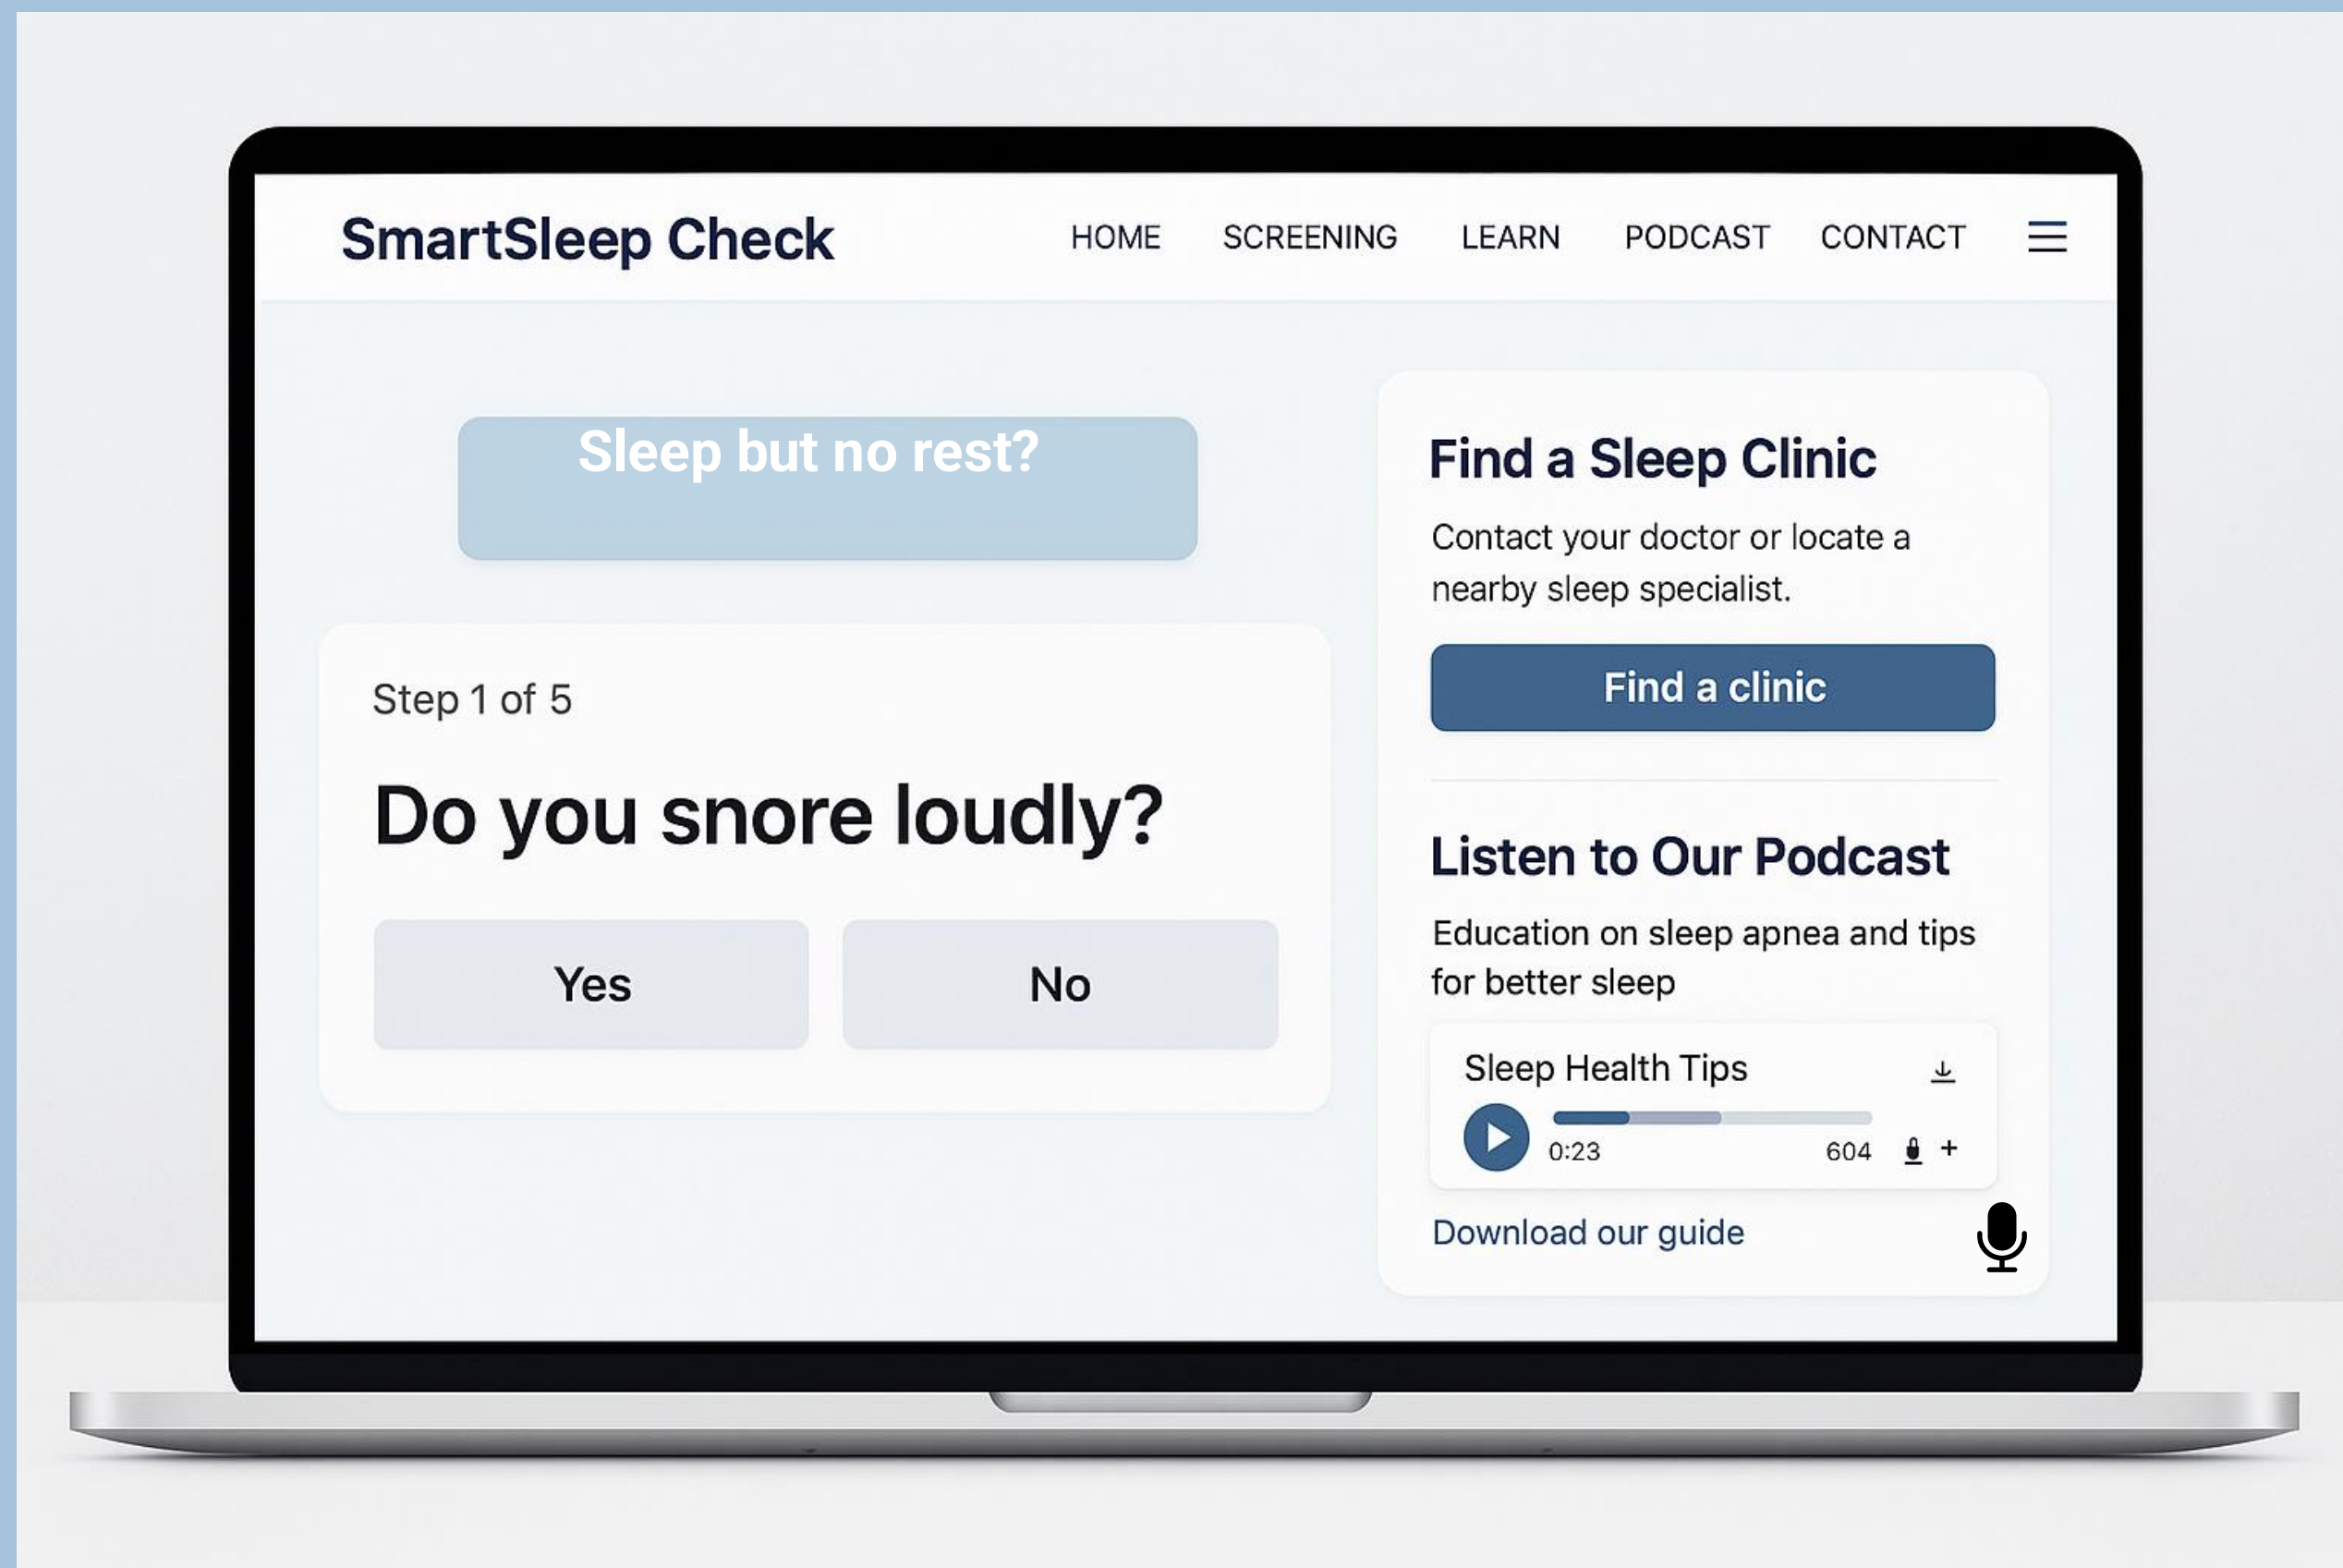 SmartSleep Check
HOME SCREENING LEARN PODCAST CONTACT
Sleep but no rest?
Step 1 of 5
Do you snore loudly?
Yes No
Find a Sleep Clinic
Contact your doctor or locate a
nearby sleep specialist.
Find a clinic
Listen to Our Podcast
Education on sleep apnea and tips
for better sleep
Sleep Health Tips
0:23 604
Download our guide